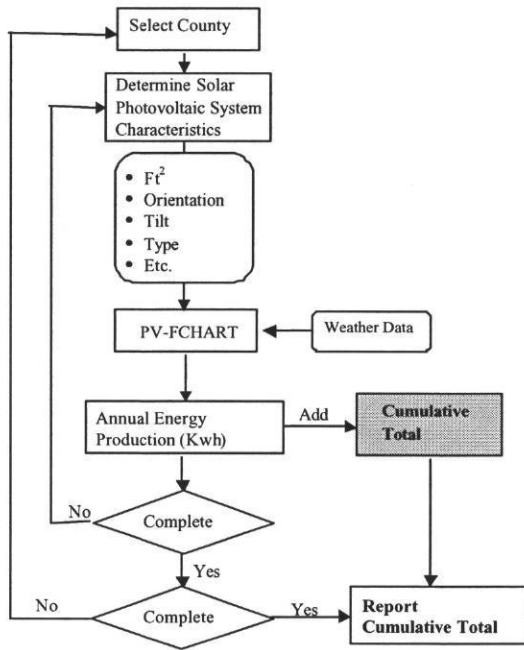 Select County
Determine Solar
Photovoltaic System
Characteristics
• Ft²
• Orientation
• Tilt
• Type
• Etc.
PV-FCHART
Weather Data
Annual Energy
Production (Kwh)
Add
Cumulative
Total
No
Complete
Yes
No
Complete
Yes
Report
Cumulative Total